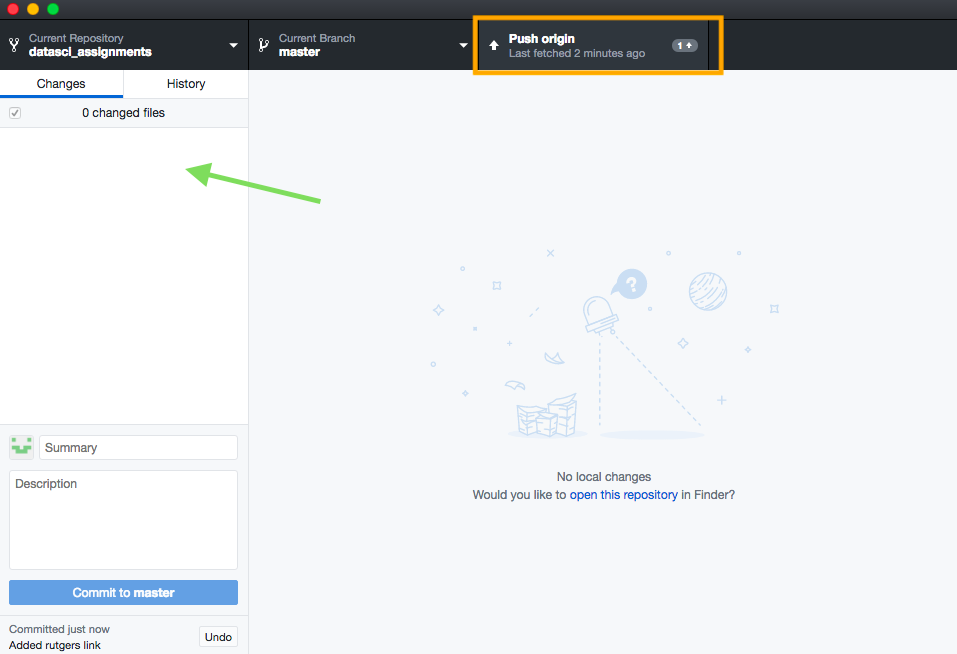 Current Repository
datasci_assignments
Current Branch
master
Push origin
Last fetched 2 minutes ago
1
Changes
History
0 changed files
?
No local changes
Would you like to open this repository in Finder?
Summary
Description
Commit to master
Committed just now
Added rutgers link
Undo